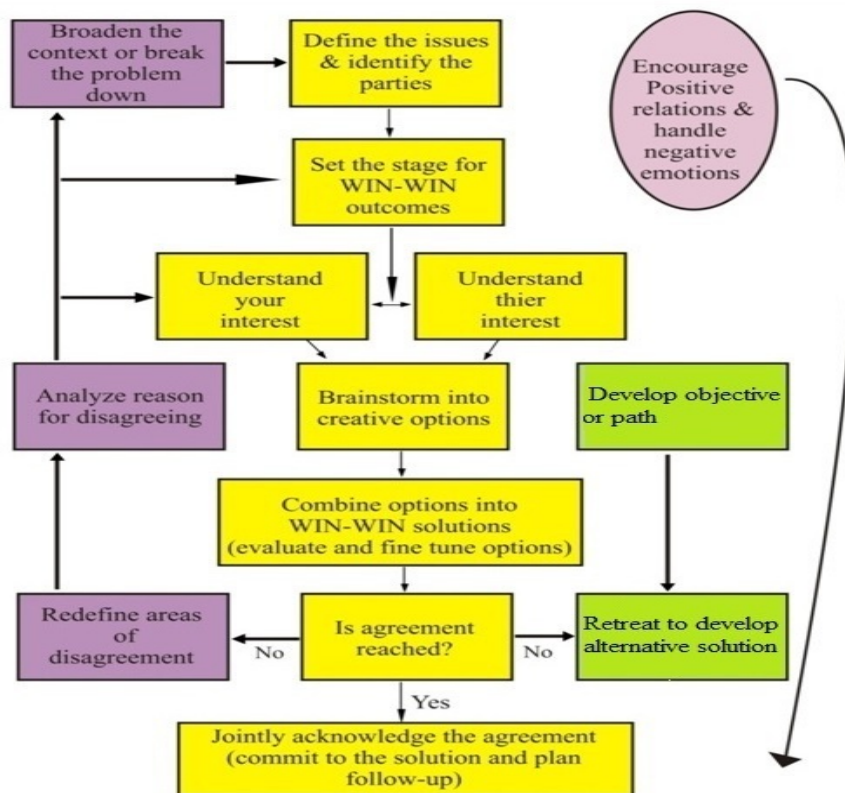 Broaden the
context or break
the problem
down
Define the issues
& identify the
parties
Encourage
Positive
relations &
handle
negative
emotions
Set the stage for
WIN-WIN
outcomes
Understand
your
interest
Understand
thier
interest
Analyze reason
for disagreeing
Brainstorm into
creative options
Develop objective
or path
Combine options into
WIN-WIN solutions
(evaluate and fine tune options)
Redefine areas
of
disagreement
No
Is agreement
reached?
No
Retreat to develop
alternative solution
Yes
Jointly acknowledge the agreement
(commit to the solution and plan
follow-up)